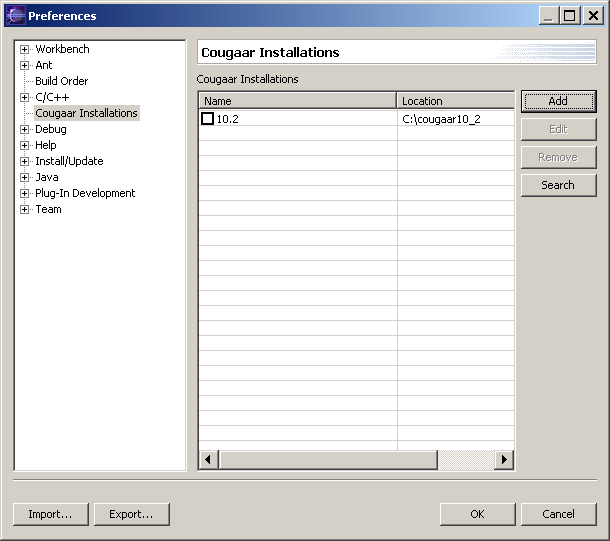 Preferences
Workbench
Ant
Build Order
C/C++
Cougaar Installations
Debug
Help
Install/Update
Java
Plug-In Development
Team
Cougaar Installations
Cougaar Installations
Name Location
10.2 C:\cougaar10_2
Add
Edit
Remove
Search
Import... Export... OK Cancel